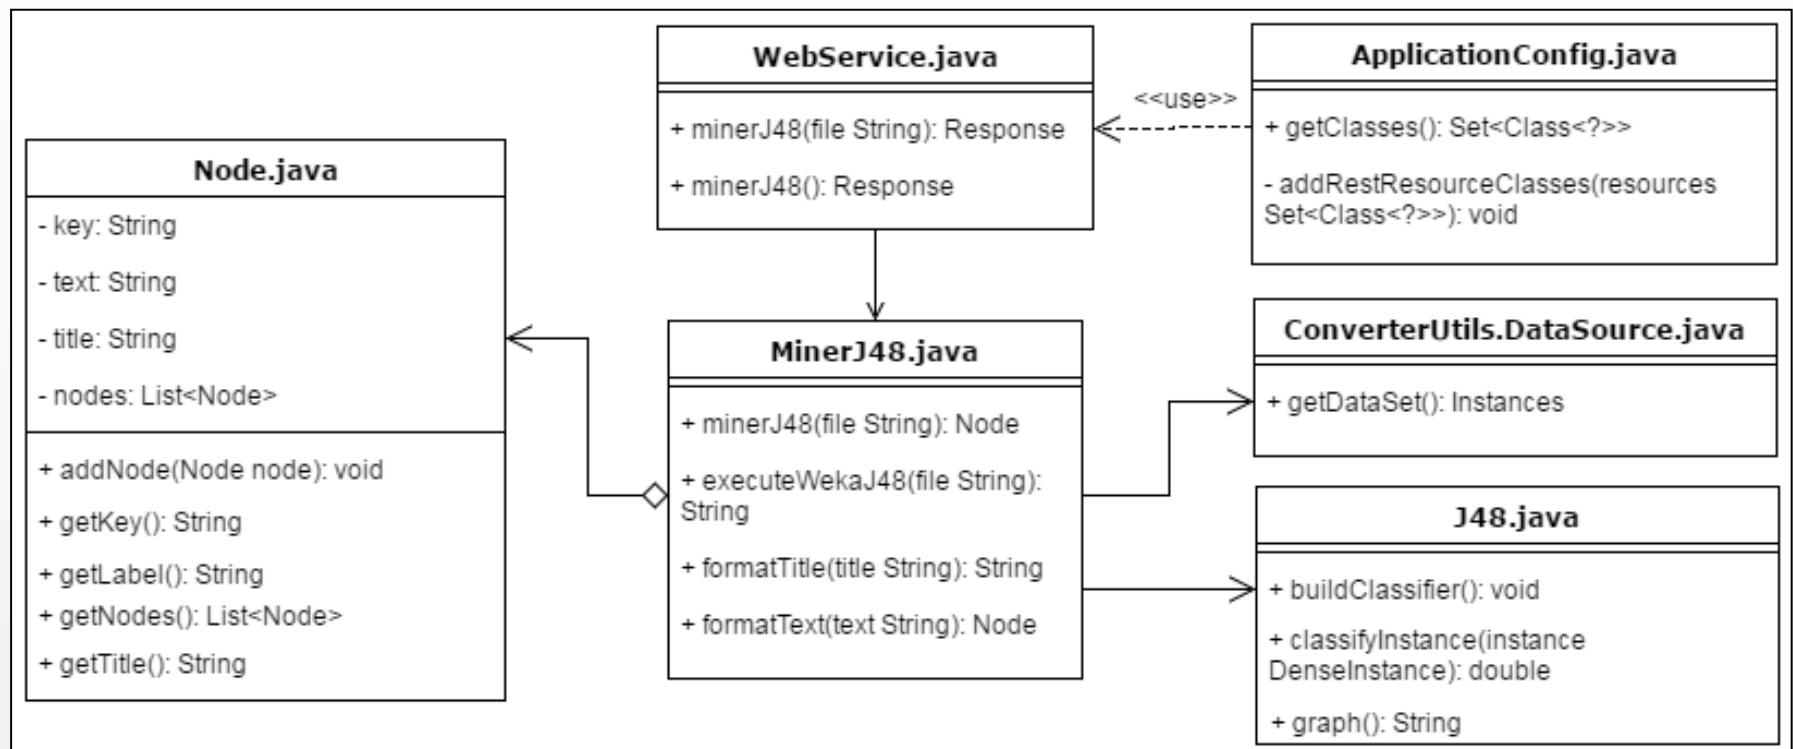 WebService.java
+ minerJ48(file String): Response
+ minerJ48(): Response
<<use>>
ApplicationConfig.java
+ getClasses(): Set<Class<?>>
- addRestResourceClasses(resources
Set<Class<?>>): void
Node.java
- key: String
- text: String
- title: String
- nodes: List<Node>
+ addNode(Node node): void
+ getKey(): String
+ getLabel(): String
+ getNodes(): List<Node>
+ getTitle(): String
MinerJ48.java
+ minerJ48(file String): Node
+ executeWekaJ48(file String):
String
+ formatTitle(title String): String
+ formatText(text String): Node
ConverterUtils.DataSource.java
+ getDataSet(): Instances
J48.java
+ buildClassifier(): void
+ classifyInstance(instance
DenseInstance): double
+ graph(): String